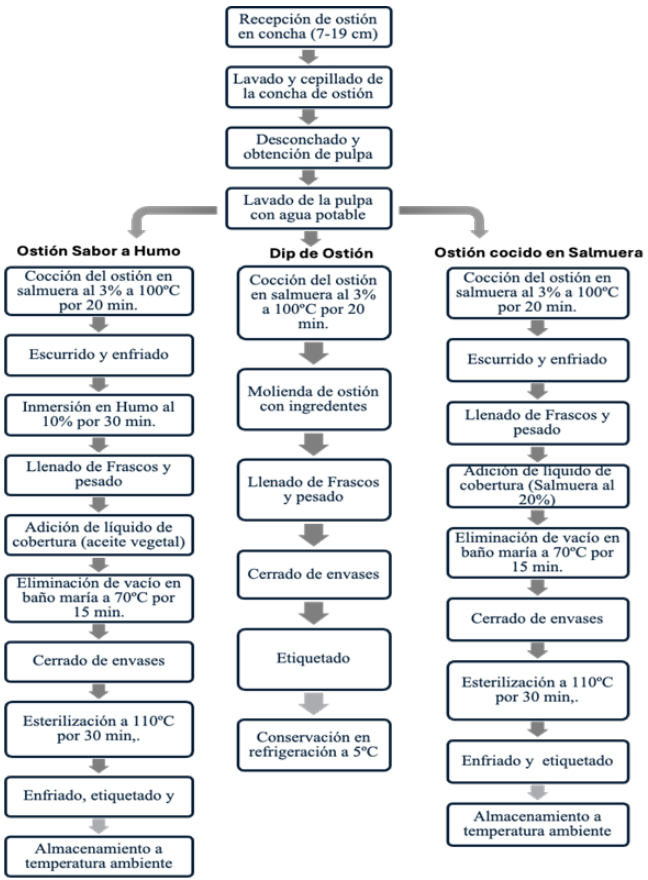 Recepción de ostión
en concha (7-19 cm)
Lavado y cepillado de
la concha de ostión
Desconchado y
obtención de pulpa
Lavado de la pulpa
con agua potable
Ostión Sabor a Humo
Cocción del ostión en
salmuera al 3% a 100ºC
por 20 min.
Escurrido y enfriado
Inmersión en Humo al
10% por 30 min.
Llenado de Frascos y
pesado
Adición de líquido de
cobertura (aceite vegetal)
Eliminación de vacío en
baño maría a 70ºC por
15 min.
Cerrado de envases
Esterilización a 110ºC
por 30 min,.
Enfriado, etiquetado y
Almacenamiento a
temperatura ambiente
Dip de Ostión
Cocción del ostión
en salmuera al 3%
a 100ºC por 20
min.
Molienda de ostión
con ingredentes
Llenado de Frascos
y pesado
Cerrado de envases
Etiquetado
Conservación en
refrigeración a 5ºC
Ostión cocido en Salmuera
Cocción del ostión en
salmuera al 3% a 100ºC
por 20 min.
Escurrido y enfriado
Llenado de Frascos y
pesado
Adición de líquido de
cobertura (Salmuera al
20%)
Eliminación de vacío en
baño maría a 70ºC por
15 min.
Cerrado de envases
Esterilización a 110ºC
por 30 min,.
Enfriado y etiquetado
Almacenamiento a
temperatura ambiente